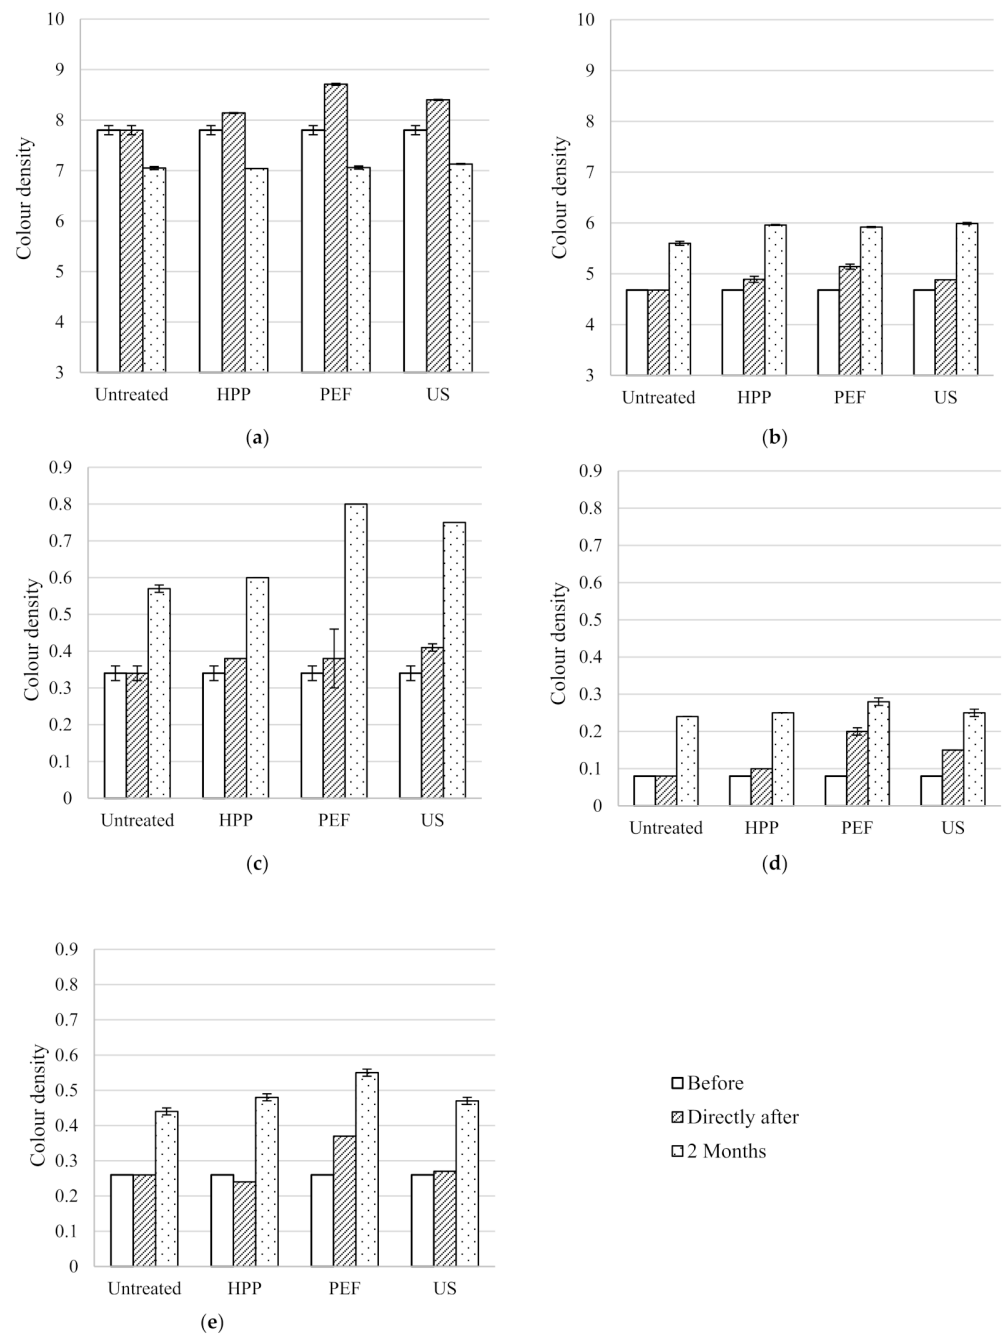 10
9
8
7
6
5
4
3
Colour density
Untreated HPP PEF US
(a)
10
9
8
7
6
5
4
3
Colour density
Untreated HPP PEF US
(b)
0.9
0.8
0.7
0.6
0.5
0.4
0.3
0.2
0.1
0
Colour density
Untreated HPP PEF US
(c)
0.9
0.8
0.7
0.6
0.5
0.4
0.3
0.2
0.1
0
Colour density
Untreated HPP PEF US
(d)
0.9
0.8
0.7
0.6
0.5
0.4
0.3
0.2
0.1
0
Colour density
Untreated HPP PEF US
(e)
Before
Directly after
2 Months